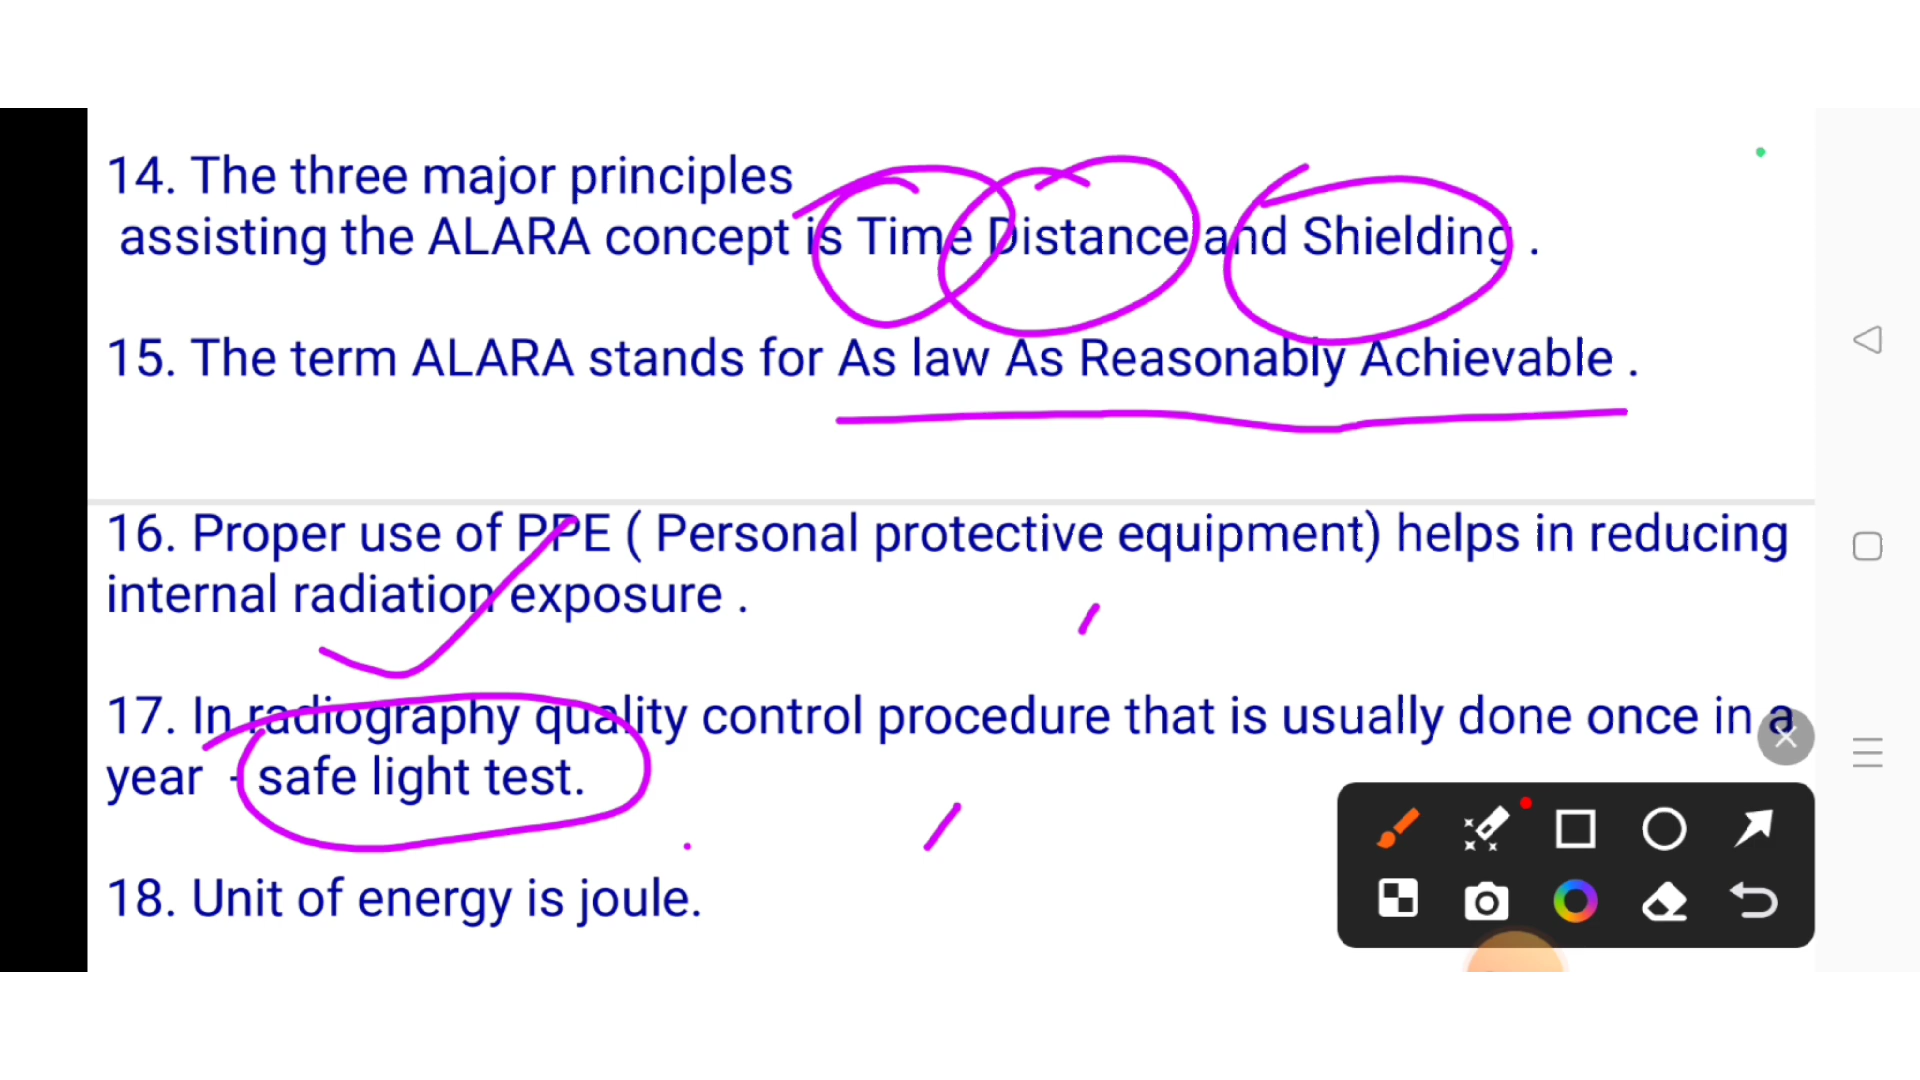 14. The three major principles
assisting the ALARA concept is Time Distance and Shielding .
15. The term ALARA stands for As law As Reasonably Achievable .
16. Proper use of PPE ( Personal protective equipment) helps in reducing
internal radiation exposure .
17. In radiography quality control procedure that is usually done once in a
year - safe light test.
18. Unit of energy is joule.